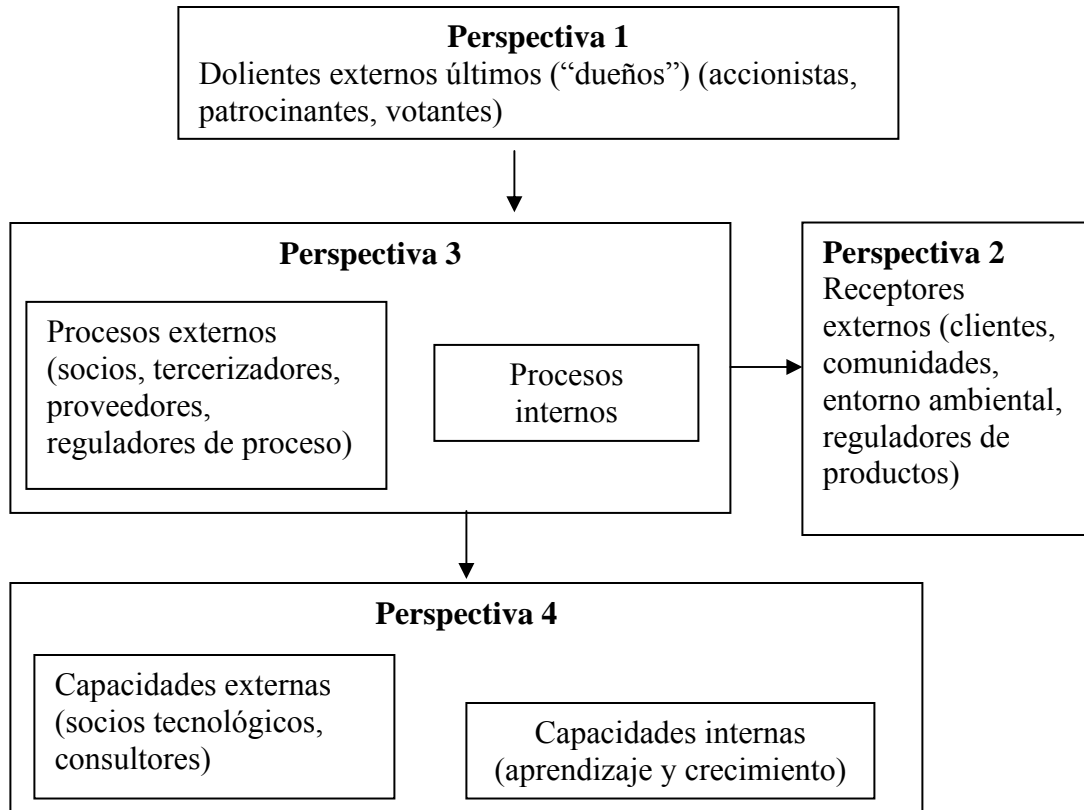 Perspectiva 1
Dolientes externos últimos (“dueños”) (accionistas,
patrocinantes, votantes)
Perspectiva 3
Procesos externos
(socios, tercerizadores,
proveedores,
reguladores de proceso)
Procesos
internos
Perspectiva 2
Receptores
externos (clientes,
comunidades,
entorno ambiental,
reguladores de
productos)
Perspectiva 4
Capacidades externas
(socios tecnológicos,
consultores)
Capacidades internas
(aprendizaje y crecimiento)